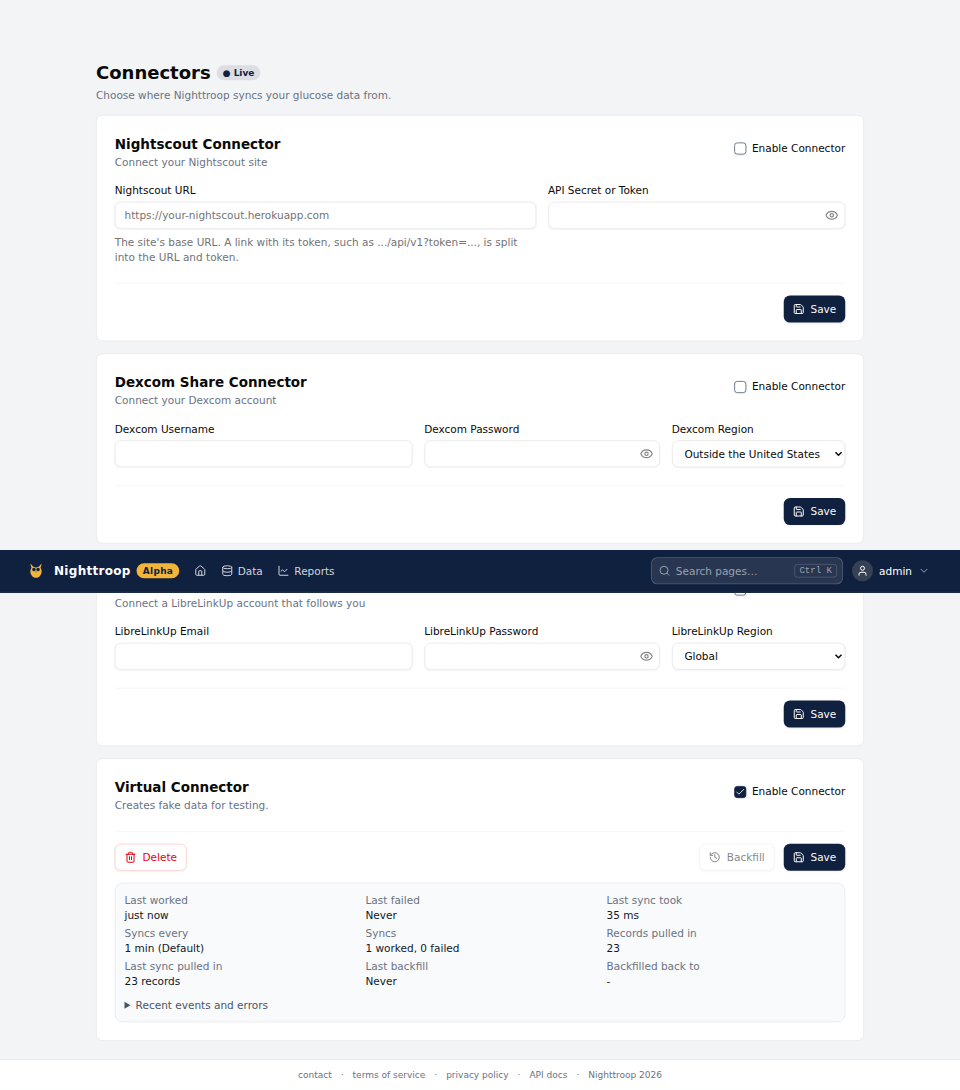 Connectors
Live
Choose where Nighttroop syncs your glucose data from.
Nightscout Connector
Enable Connector
Connect your Nightscout site
Nightscout URL
API Secret or Token
https://your-nightscout.herokuapp.com
The site's base URL. A link with its token, such as .../api/v1?token=..., is split
into the URL and token.
Save
Dexcom Share Connector
Enable Connector
Connect your Dexcom account
Dexcom Username
Dexcom Password
Dexcom Region
Outside the United States
Save
Nighttroop
Alpha
Data
Reports
Search pages...
Ctrl K
admin
Connect a LibreLinkUp account that follows you
LibreLinkUp Email
LibreLinkUp Password
LibreLinkUp Region
Global
Save
Virtual Connector
Enable Connector
Creates fake data for testing.
Delete
Backfill
Save
Last worked
just now
Last failed
Never
Last sync took
35 ms
Syncs every
1 min (Default)
Syncs
1 worked, 0 failed
Records pulled in
23
Last sync pulled in
23 records
Last backfill
Never
Backfilled back to
-
Recent events and errors
contact · terms of service · privacy policy · API docs · Nighttroop 2026